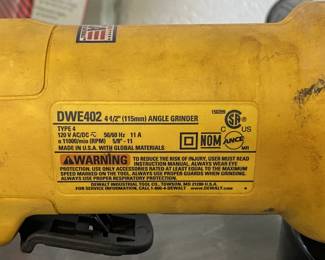 DWE402 4 1/2" (115mm) ANGLE GRINDER
TYPE 4
120 V AC/DC 50/60 Hz 11 A
n 11000/min (RPM) 5/8" - 11
MADE IN U.S.A. WITH GLOBAL MATERIALS
C US
NOM
ANCE
WARNING TO REDUCE THE RISK OF INJURY, USER MUST READ
INSTRUCTION MANUAL. ALWAYS USE PROPER EYE AND RESPIRATORY
PROTECTION. USE ONLY ACCESSORIES RATED AT LEAST EQUAL TO THE MAXIMUM
SPEED MARKED ON THE TOOL. ALWAYS USE PROPER GUARDS WHEN GRINDING.
ALWAYS WEAR EYE PROTECTION.
DEWALT INDUSTRIAL TOOL CO., TOWSON, MD 21286 U.S.A.
FOR SERVICE INFORMATION, CALL 1-800-4-DEWALT www.DEWALT.com